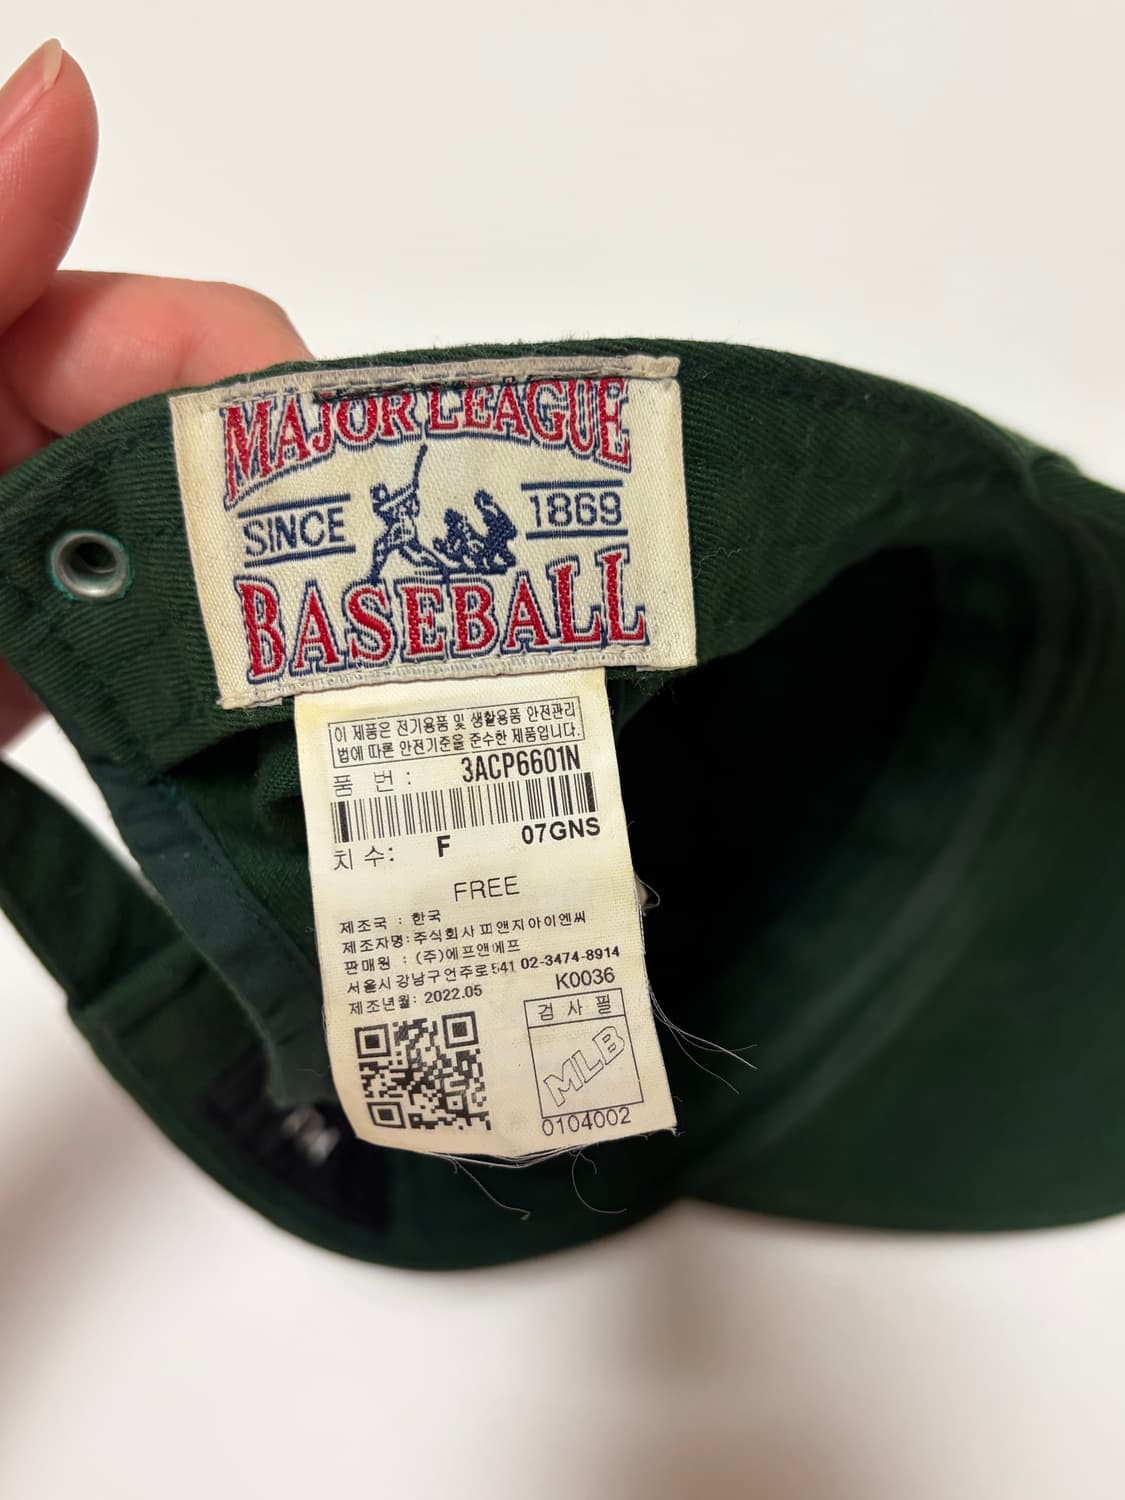 MAJOR LEAGUE
SINCE 1869
BASEBALL
이 제품은 전기용품 및 생활용품 안전관리
법에 따른 안전기준을 준수한 제품입니다.
품 번 : 3ACP6601N
07GNS
치 수: F
FREE
제조국 : 한국
제조자명: 주식회사 피앤지아이엔씨
판매원 : (주)에프앤에프
서울시 강남구 언주로 541 02-3474-8914
제조년월: 2022.05
K0036
검 사 필
MLB
0104002